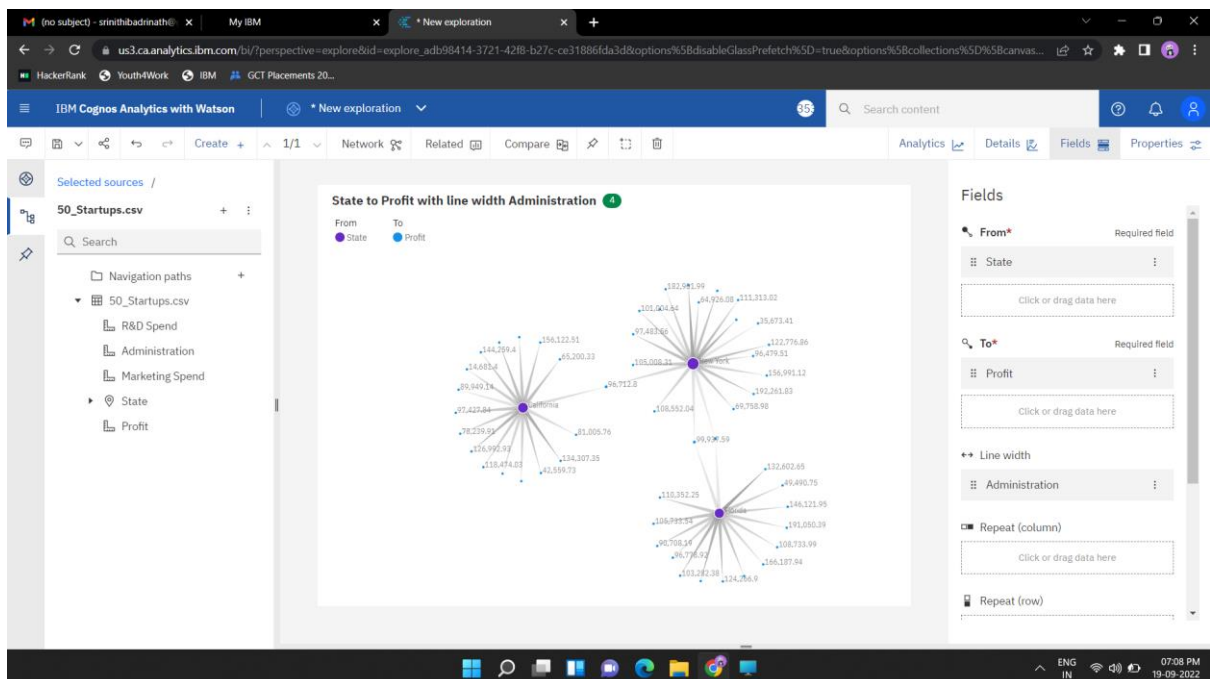 (no subject) - srinithibadrinath@
My IBM
* New exploration
us3.ca.analytics.ibm.com/bi/?perspective=explore&id=explore_adb98414-3721-42f8-b27c-ce31886fda3d&options%5BdisableGlassPrefetch%5D=true&options%5Bcollections%5D%5Bcanvas...
HackerRank Youth4Work IBM GCT Placements 20...
IBM Cognos Analytics with Watson
* New exploration
Search content
Create +
1/1
Network
Related
Compare
Analytics
Details
Fields
Properties
Selected sources /
50_Startups.csv
Search
Navigation paths
50_Startups.csv
R&D Spend
Administration
Marketing Spend
State
Profit
State to Profit with line width Administration 4
From To
State Profit
182,901.99
64,926.08
111,313.02
101,004.64
35,673.41
97,483.56
122,776.86
96,479.51
New York
105,008.31
156,991.12
192,261.83
69,758.98
108,552.04
96,712.8
99,937.59
156,122.51
144,259.4
65,200.33
14,681.4
89,949.14
California
97,427.84
81,005.76
78,239.91
126,992.93
134,307.35
118,474.03
42,559.73
132,602.65
49,490.75
110,352.25
146,121.95
Florida
105,733.54
191,050.39
90,708.19
108,733.99
96,778.92
166,187.94
103,282.38
124,266.9
Fields
From* Required field
State
Click or drag data here
To* Required field
Profit
Click or drag data here
Line width
Administration
Repeat (column)
Click or drag data here
Repeat (row)
ENG
IN
07:08 PM
19-09-2022